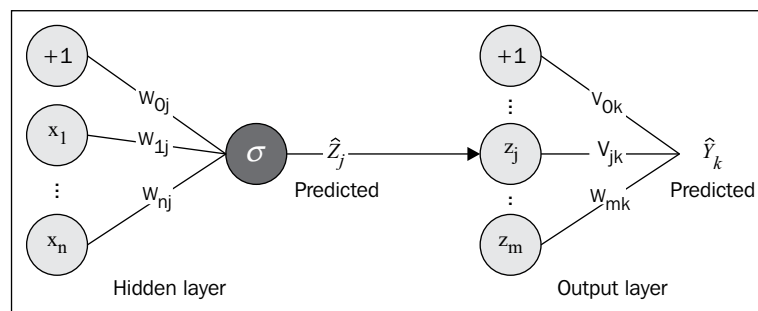 +1
x₁
⋮
xₙ
W₀ⱼ
W₁ⱼ
Wₙⱼ
σ
Ẑⱼ
Predicted
Hidden layer
+1
⋮
zⱼ
⋮
zₘ
V₀ₖ
Vⱼₖ
Wₘₖ
Ŷₖ
Predicted
Output layer